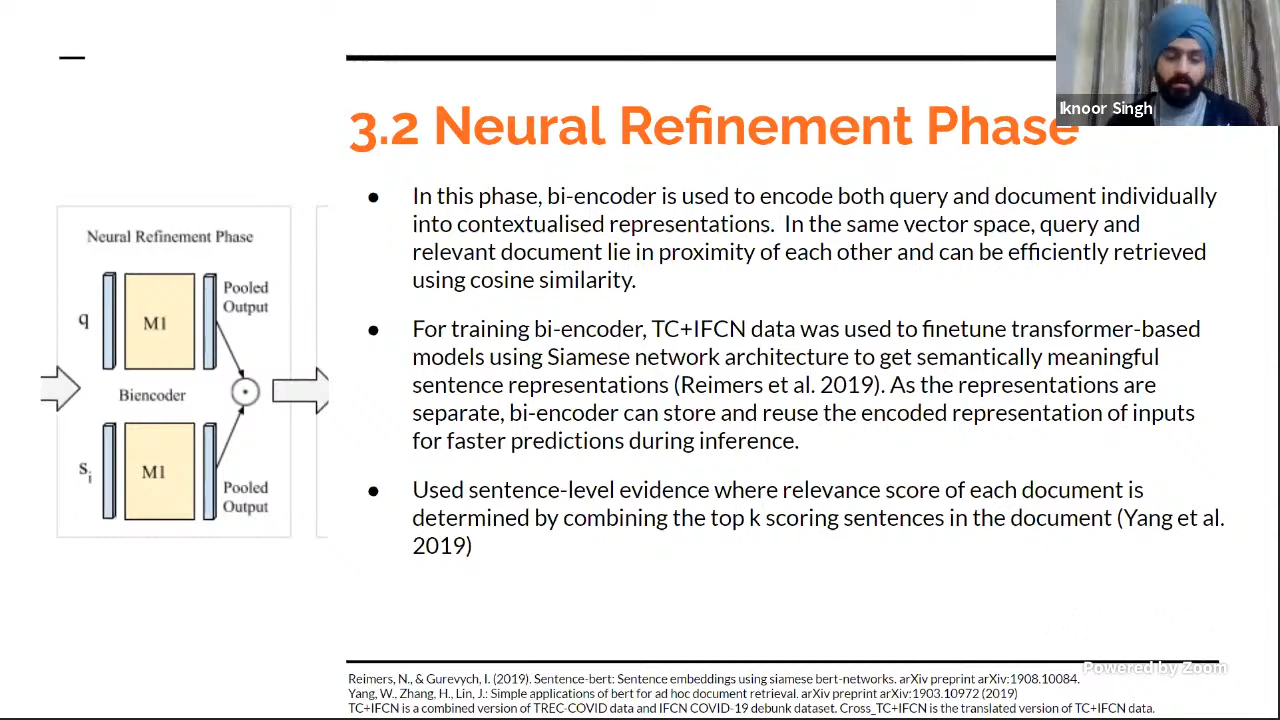 Iknoor Singh
3.2 Neural Refinement Phase
Neural Refinement Phase
q
M1
Pooled
Output
Biencoder
si
M1
Pooled
Output
● In this phase, bi-encoder is used to encode both query and document individually
into contextualised representations. In the same vector space, query and
relevant document lie in proximity of each other and can be efficiently retrieved
using cosine similarity.
● For training bi-encoder, TC+IFCN data was used to finetune transformer-based
models using Siamese network architecture to get semantically meaningful
sentence representations (Reimers et al. 2019). As the representations are
separate, bi-encoder can store and reuse the encoded representation of inputs
for faster predictions during inference.
● Used sentence-level evidence where relevance score of each document is
determined by combining the top k scoring sentences in the document (Yang et al.
2019)
Powered by Zoom
Reimers, N., & Gurevych, I. (2019). Sentence-bert: Sentence embeddings using siamese bert-networks. arXiv preprint arXiv:1908.10084.
Yang, W., Zhang, H., Lin, J.: Simple applications of bert for ad hoc document retrieval. arXiv preprint arXiv:1903.10972 (2019)
TC+IFCN is a combined version of TREC-COVID data and IFCN COVID-19 debunk dataset. Cross_TC+IFCN is the translated version of TC+IFCN data.